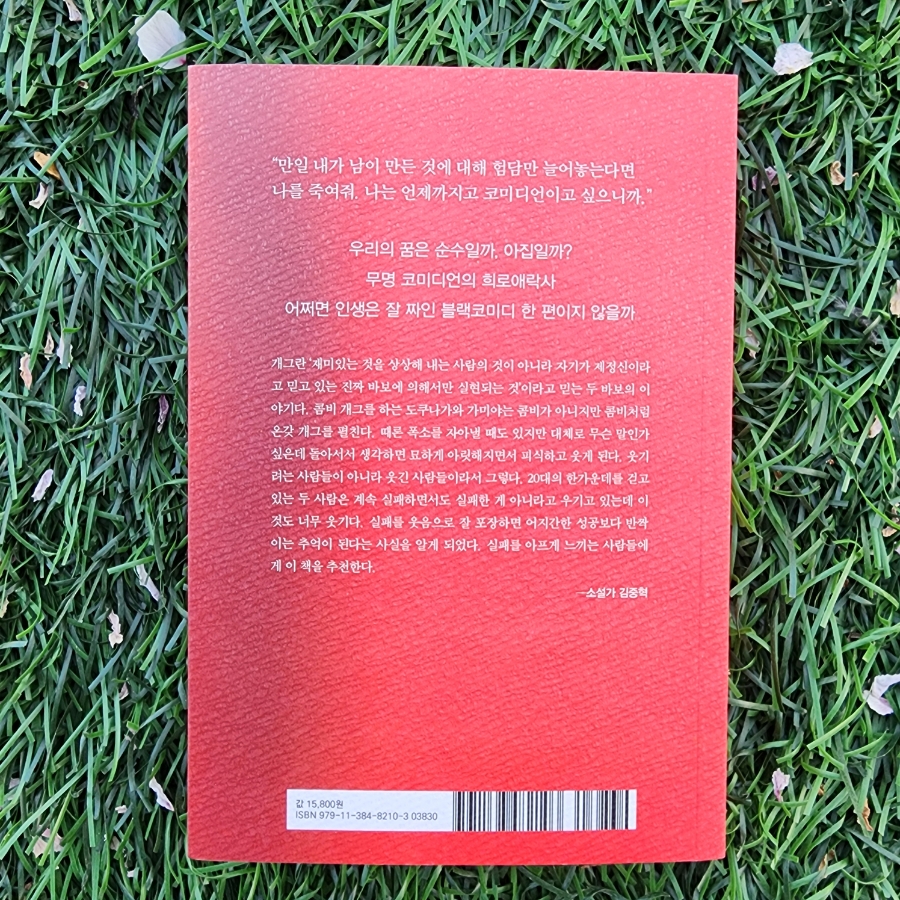 “만일 내가 남이 만든 것에 대해 험담만 늘어놓는다면
나를 죽여줘. 나는 언제까지고 코미디언이고 싶으니까.”
우리의 꿈은 순수일까, 아집일까?
무명 코미디언의 희로애락사
어쩌면 인생은 잘 짜인 블랙코미디 한 편이지 않을까
개그란 ‘재미있는 것을 상상해 내는 사람의 것이 아니라 자기가 제정신이라
고 믿고 있는 진짜 바보에 의해서만 실현되는 것’이라고 믿는 두 바보의 이
야기다. 콤비 개그를 하는 도쿠나가와 가미야는 콤비가 아니지만 콤비처럼
온갖 개그를 펼친다. 때론 폭소를 자아낼 때도 있지만 대체로 무슨 말인가
싶은데 돌아서서 생각하면 묘하게 아릿해지면서 피식하고 웃게 된다. 웃기
려는 사람들이 아니라 웃긴 사람들이라서 그렇다. 20대의 한가운데를 걷고
있는 두 사람은 계속 실패하면서도 실패한 게 아니라고 우기고 있는데 이
것도 너무 웃기다. 실패를 웃음으로 잘 포장하면 어지간한 성공보다 반짝
이는 추억이 된다는 사실을 알게 되었다. 실패를 아프게 느끼는 사람들에
게 이 책을 추천한다.
—소설가 김중혁
값 15,800원
ISBN 979-11-384-8210-3 03830